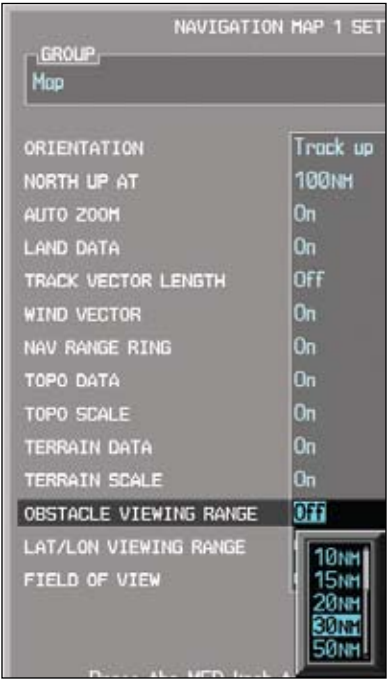 NAVIGATION MAP 1 SET
GROUP
Map
ORIENTATION Track up
NORTH UP AT 100NM
AUTO ZOOM On
LAND DATA On
TRACK VECTOR LENGTH Off
WIND VECTOR On
NAV RANGE RING On
TOPO DATA On
TOPO SCALE On
TERRAIN DATA On
TERRAIN SCALE On
OBSTACLE VIEWING RANGE Off
LAT/LON VIEWING RANGE
FIELD OF VIEW
10NM
15NM
20NM
30NM
50NM